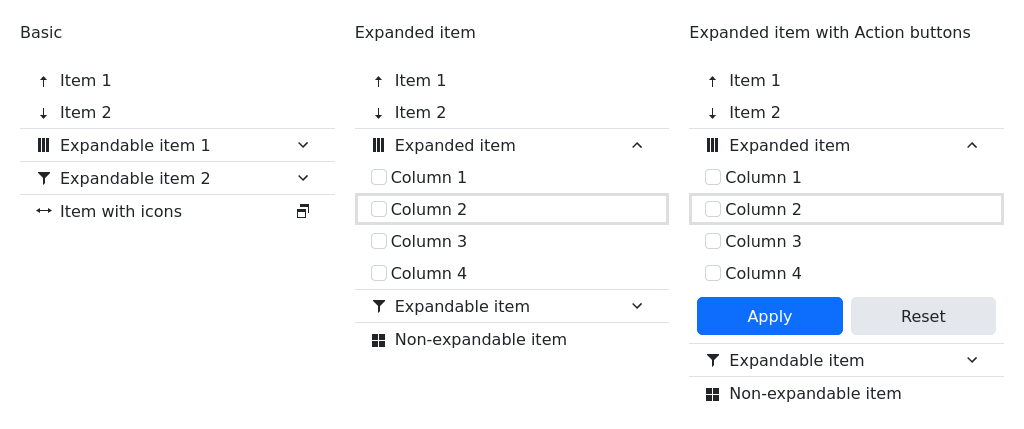 Basic
Item 1
Item 2
Expandable item 1
Expandable item 2
Item with icons
Expanded item
Item 1
Item 2
Expanded item
Column 1
Column 2
Column 3
Column 4
Expandable item
Non-expandable item
Expanded item with Action buttons
Item 1
Item 2
Expanded item
Column 1
Column 2
Column 3
Column 4
Apply
Reset
Expandable item
Non-expandable item